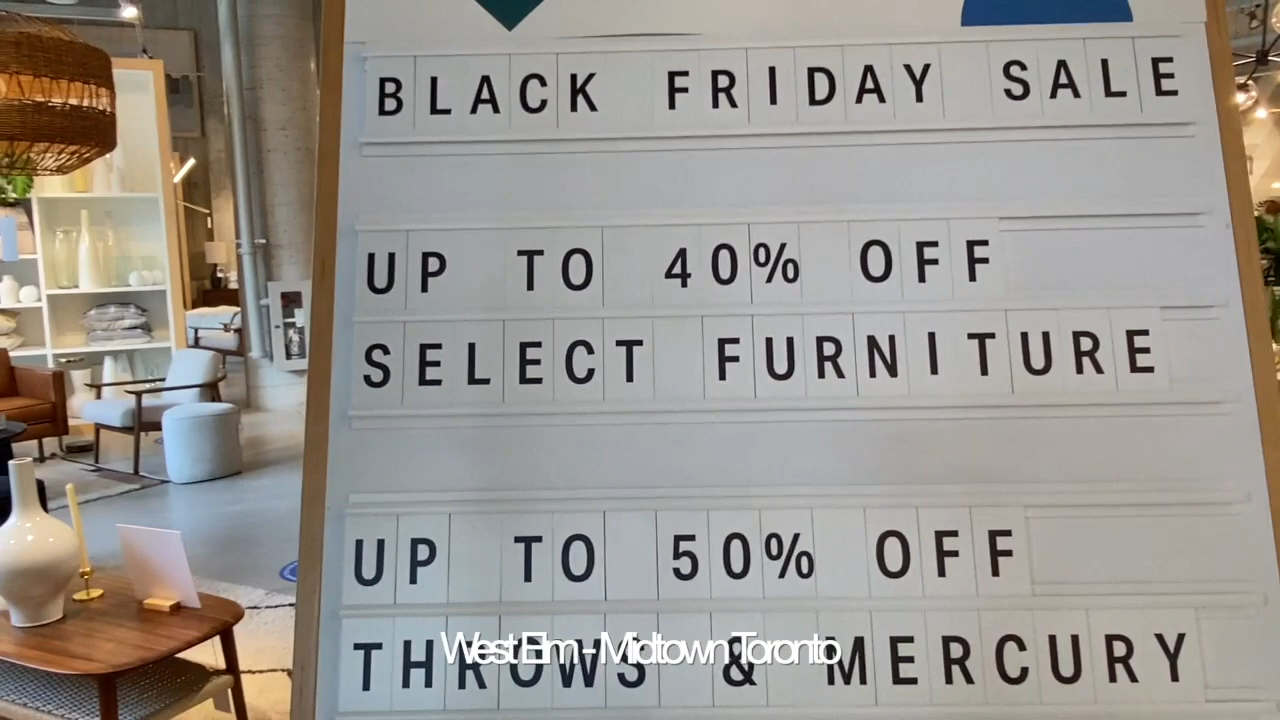 BLACK FRIDAY SALE
UP TO 40% OFF
SELECT FURNITURE
UP TO 50% OFF
THROWS & MERCURY
West Elm - Midtown Toronto